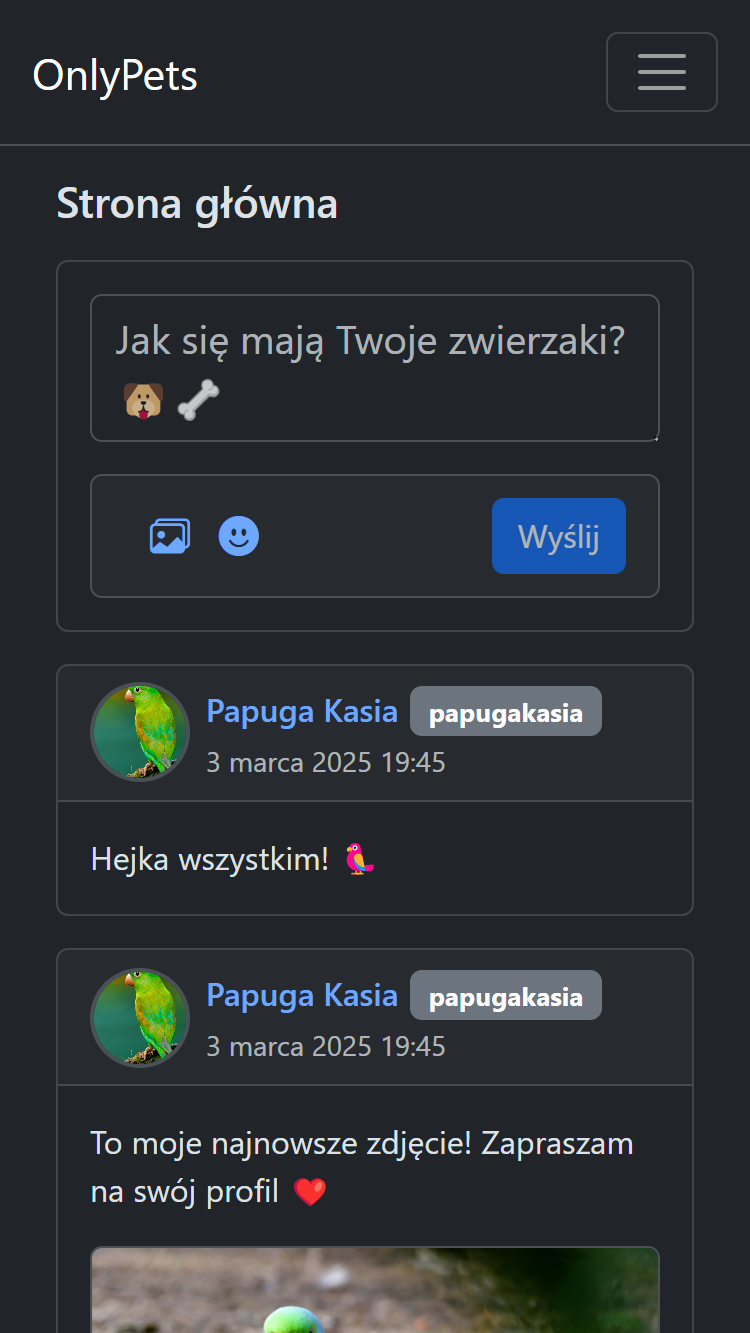 OnlyPets
Strona główna
Jak się mają Twoje zwierzaki?
🐶 🦴
Wyślij
Papuga Kasia papugakasia
3 marca 2025 19:45
Hejka wszystkim! 🦜
Papuga Kasia papugakasia
3 marca 2025 19:45
To moje najnowsze zdjęcie! Zapraszam
na swój profil ❤️